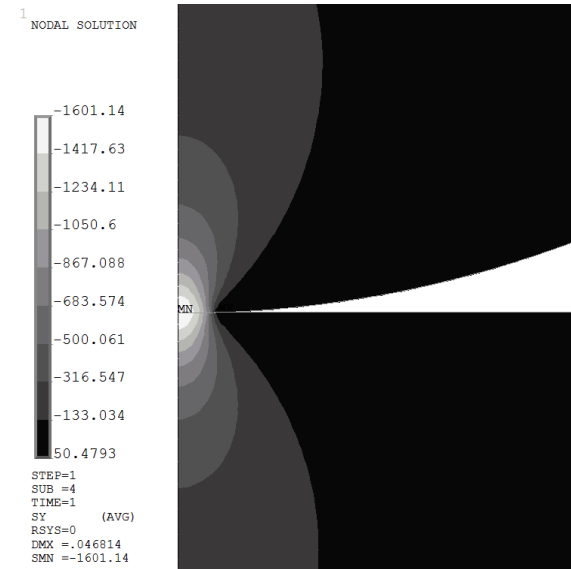 1
NODAL SOLUTION
-1601.14
-1417.63
-1234.11
-1050.6
-867.088
-683.574
-500.061
-316.547
-133.034
50.4793
MN
STEP=1
SUB =4
TIME=1
SY (AVG)
RSYS=0
DMX =.046814
SMN =-1601.14